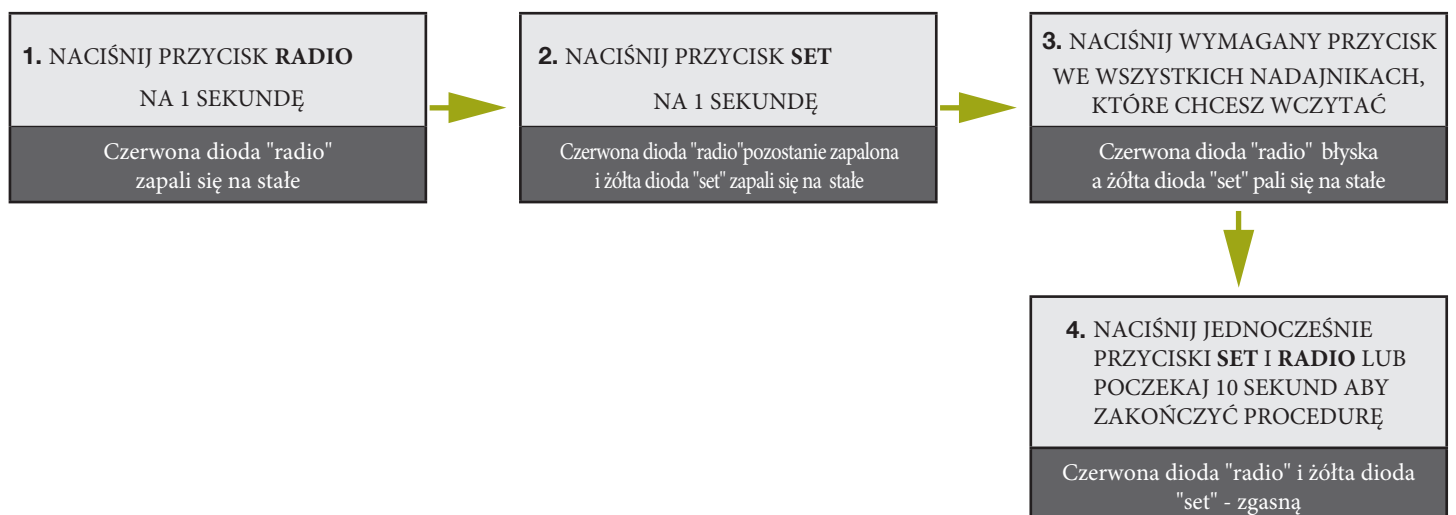 1. NACIŚNIJ PRZYCISK RADIO
NA 1 SEKUNDĘ
Czerwona dioda "radio"
zapali się na stałe
2. NACIŚNIJ PRZYCISK SET
NA 1 SEKUNDĘ
Czerwona dioda "radio"pozostanie zapalona
i żółta dioda "set" zapali się na stałe
3. NACIŚNIJ WYMAGANY PRZYCISK
WE WSZYSTKICH NADAJNIKACH,
KTÓRE CHCESZ WCZYTAĆ
Czerwona dioda "radio" błyska
a żółta dioda "set" pali się na stałe
4. NACIŚNIJ JEDNOCZEŚNIE
PRZYCISKI SET I RADIO LUB
POCZEKAJ 10 SEKUND ABY
ZAKOŃCZYĆ PROCEDURĘ
Czerwona dioda "radio" i żółta dioda
"set" - zgasną